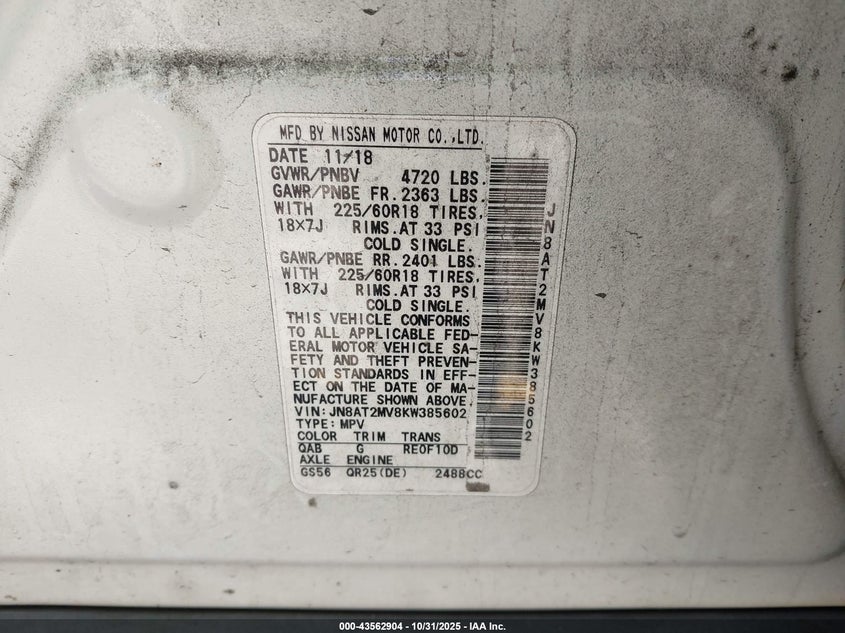 MFD BY NISSAN MOTOR CO.,LTD.
DATE 11/18
GVWR/PNBV 4720 LBS.
GAWR/PNBE FR. 2363 LBS.
WITH 225/60R18 TIRES,
18×7J RIMS. AT 33 PSI
COLD SINGLE.
GAWR/PNBE RR. 2401 LBS.
WITH 225/60R18 TIRES,
18×7J RIMS. AT 33 PSI
COLD SINGLE.
THIS VEHICLE CONFORMS
TO ALL APPLICABLE FED-
ERAL MOTOR VEHICLE SA-
FETY AND THEFT PREVEN-
TION STANDARDS IN EFF-
ECT ON THE DATE OF MA-
NUFACTURE SHOWN ABOVE.
VIN: JN8AT2MV8KW385602
TYPE: MPV
COLOR TRIM TRANS
QAB G RE0F10D
AXLE ENGINE
GS56 QR25(DE) 2488CC
JN8AT2MV8KW385602
000-43562904 - 10/31/2025 - IAA Inc.